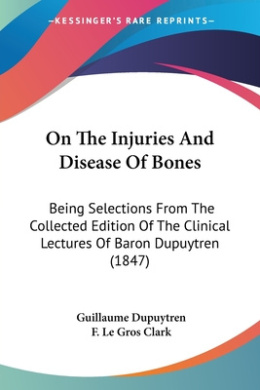 KESSINGER'S RARE REPRINTS
On The Injuries And
Disease Of Bones
Being Selections From The
Collected Edition Of The Clinical
Lectures Of Baron Dupuytren
(1847)
Guillaume Dupuytren
F. Le Gros Clark